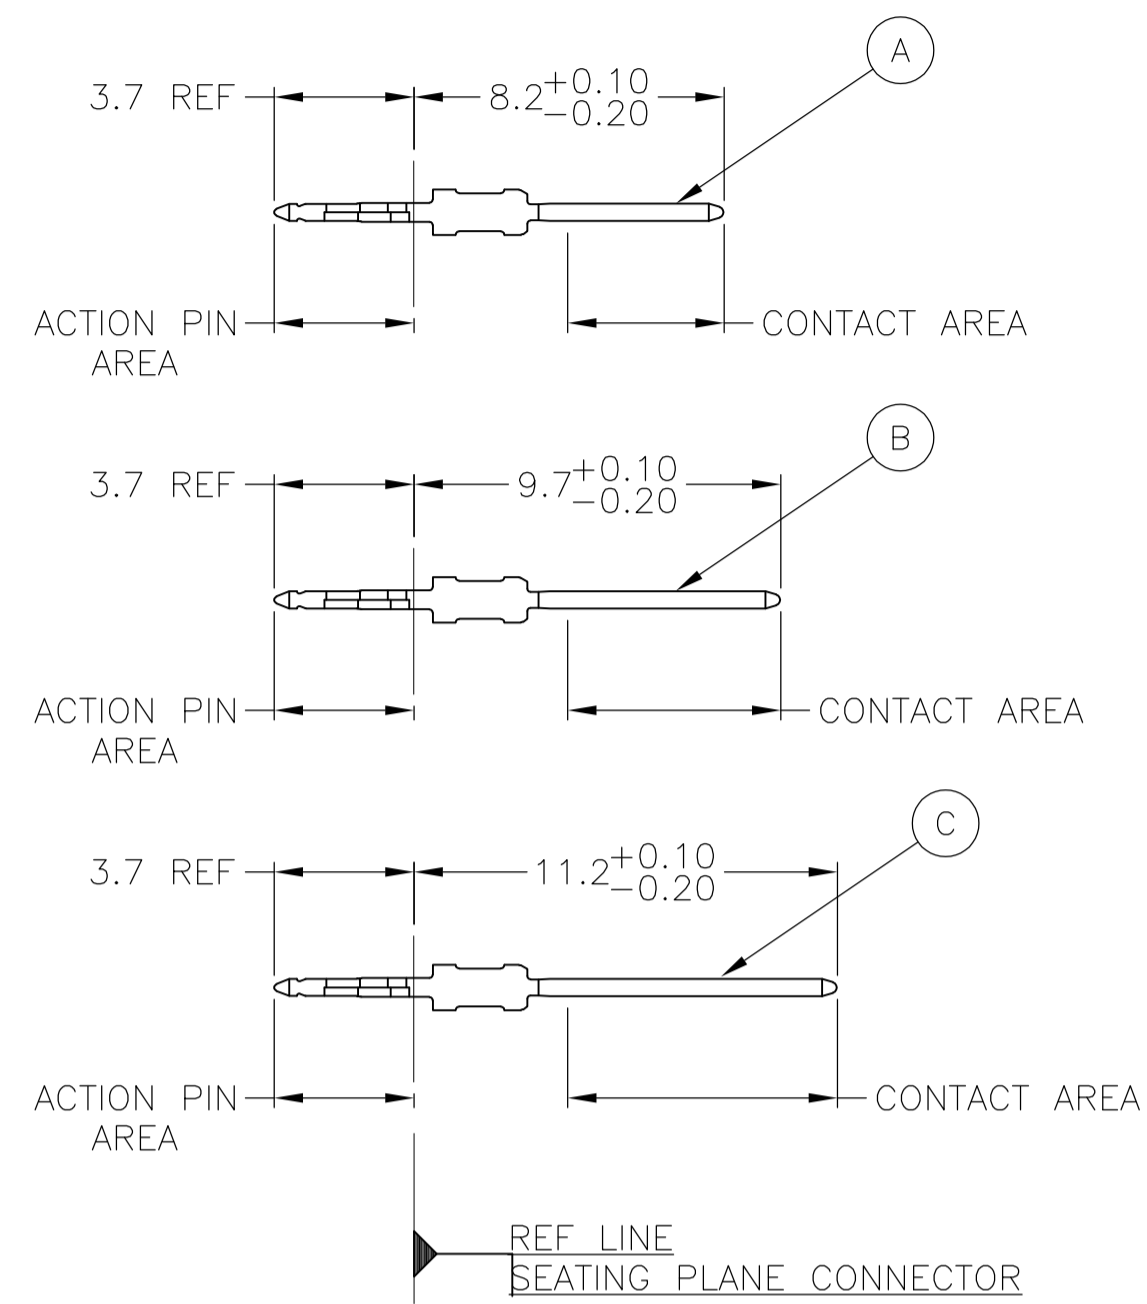 A
3.7 REF 8.2 +0.10 -0.20
ACTION PIN AREA
CONTACT AREA
B
3.7 REF 9.7 +0.10 -0.20
ACTION PIN AREA
CONTACT AREA
C
3.7 REF 11.2 +0.10 -0.20
ACTION PIN AREA
CONTACT AREA
REF LINE
SEATING PLANE CONNECTOR